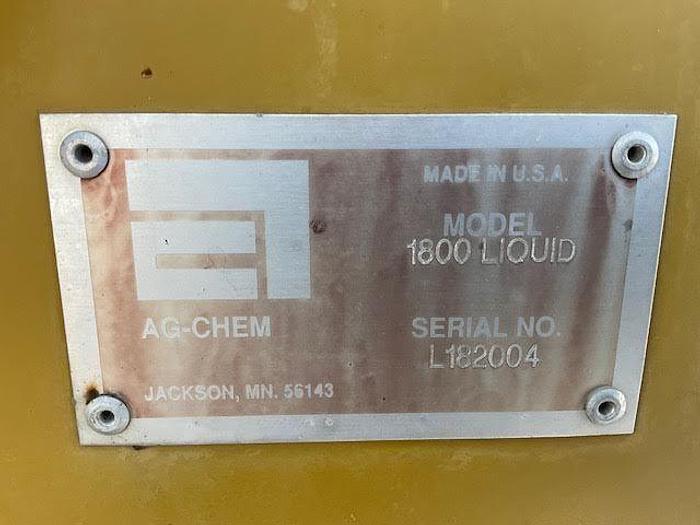 MADE IN U.S.A.
MODEL
1800 LIQUID
AG-CHEM
SERIAL NO.
L182004
JACKSON, MN. 56143